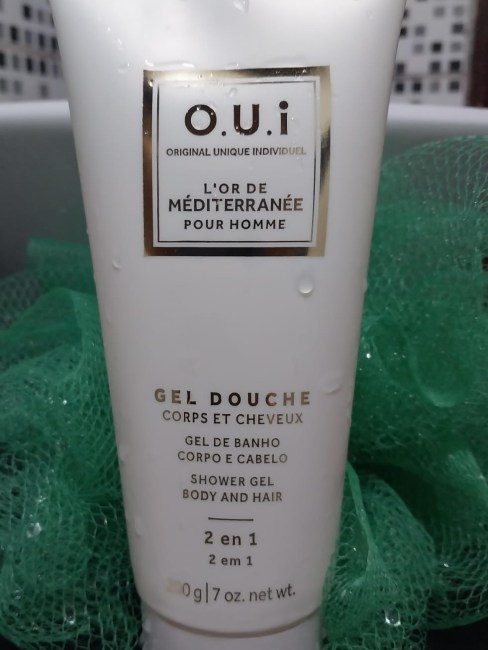 O.U.i
ORIGINAL UNIQUE INDIVIDUEL
L'OR DE
MÉDITERRANÉE
POUR HOMME
GEL DOUCHE
CORPS ET CHEVEUX
GEL DE BANHO
CORPO E CABELO
SHOWER GEL
BODY AND HAIR
2 en 1
2 em 1
g|7 oz. net wt.